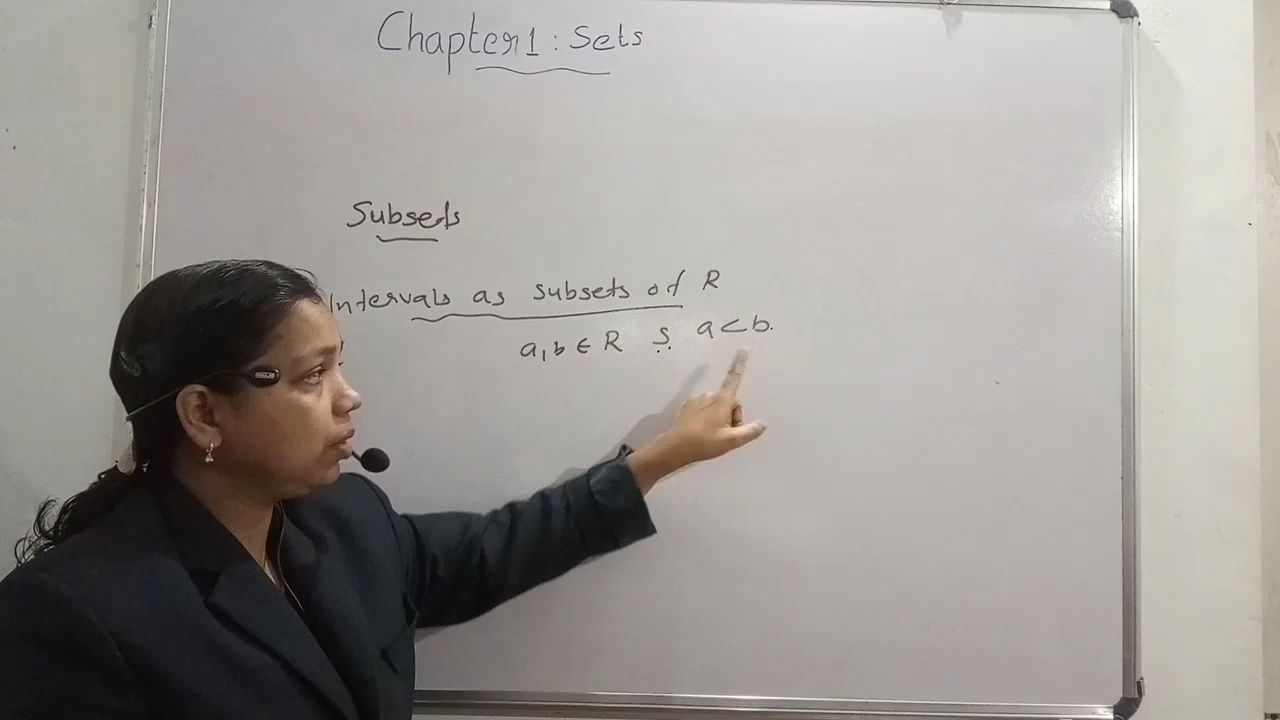 Chapter 1 : Sets
Subsets
Intervals as subsets of R
a, b ∈ R & a < b.